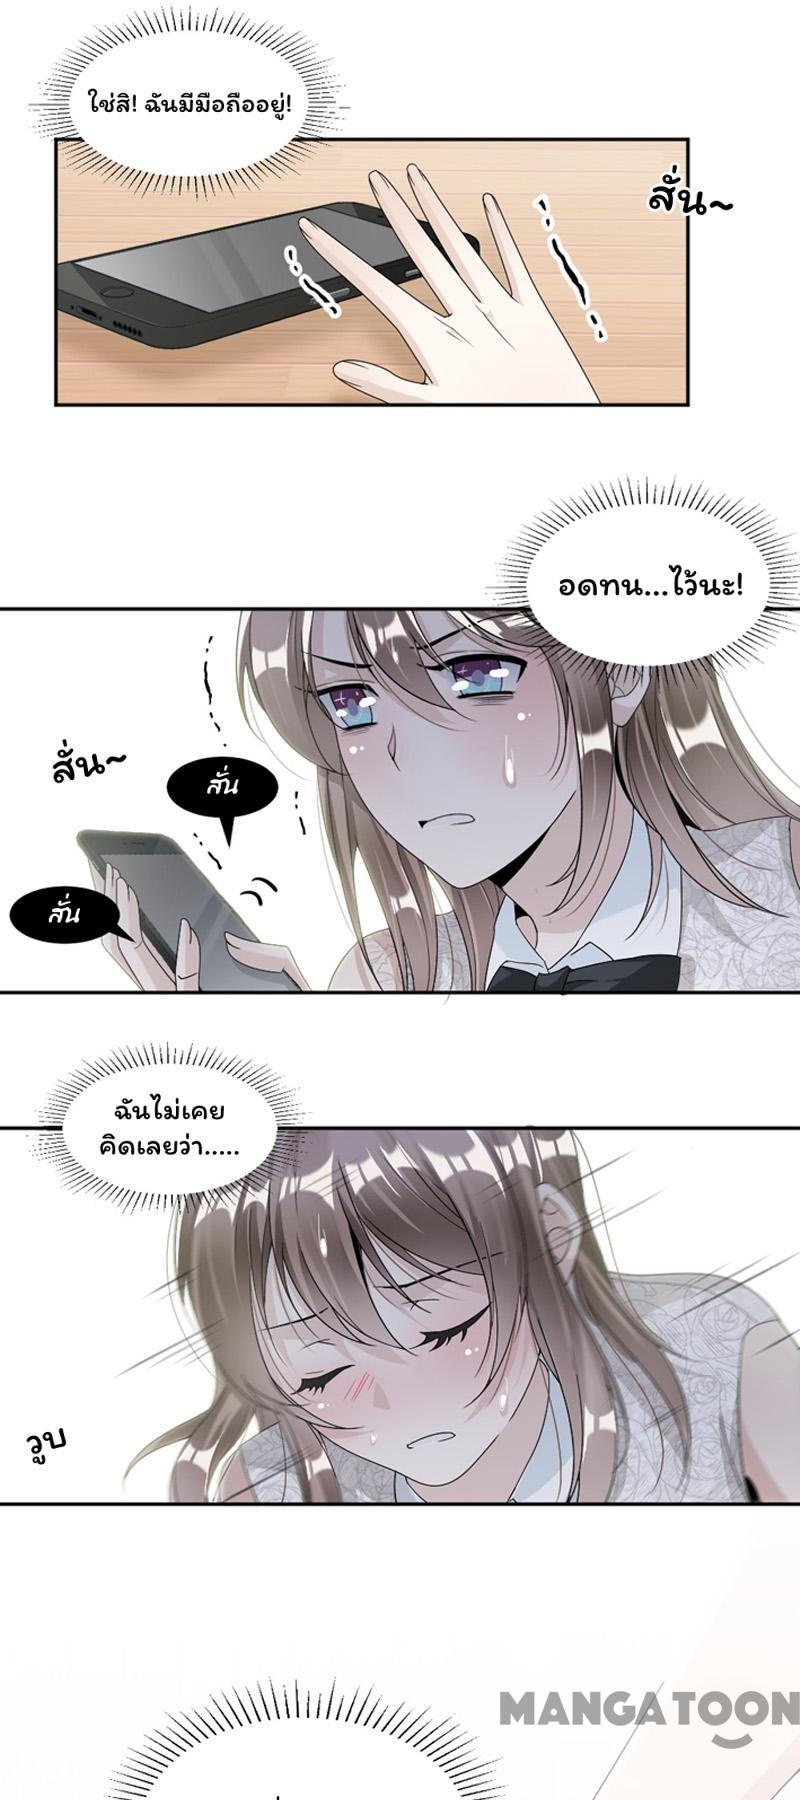 ใช่สิ! ฉันมีมือถืออยู่!
สั่น~
อดทน...ไว้นะ!
สั่น~
สั่น
สั่น
ฉันไม่เคย
คิดเลยว่า.....
วูบ
MANGATOON